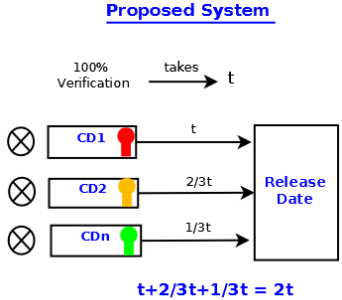 Proposed System
100%
Verification
takes
t
CD1
t
CD2
2/3t
CDn
1/3t
Release
Date
t+2/3t+1/3t = 2t